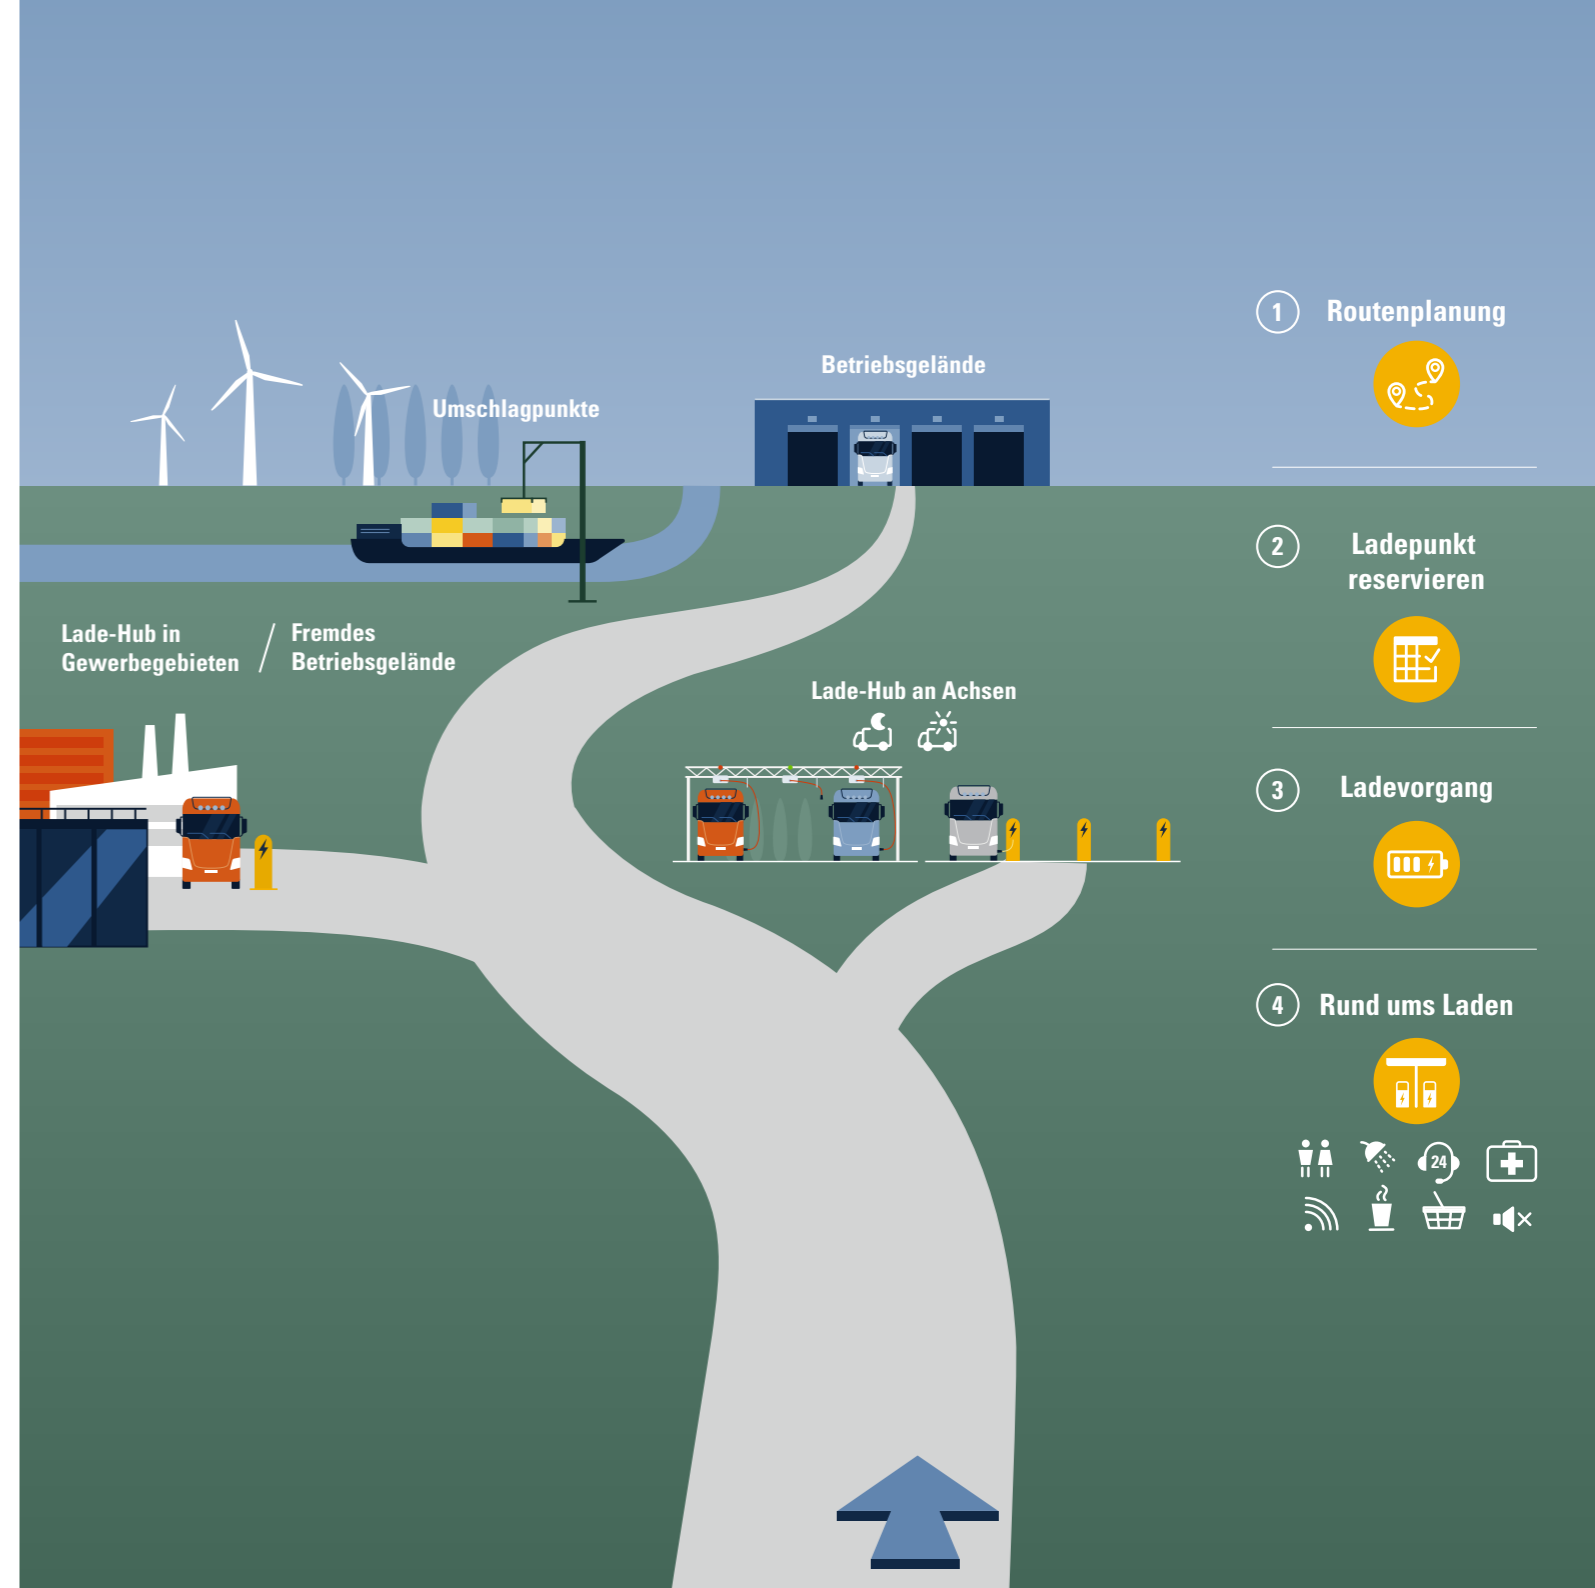 Betriebsgelände
Umschlagpunkte
Lade-Hub in
Gewerbegebieten
/
Fremdes
Betriebsgelände
Lade-Hub an Achsen
1 Routenplanung
2 Ladepunkt
reservieren
3 Ladevorgang
4 Rund ums Laden
24